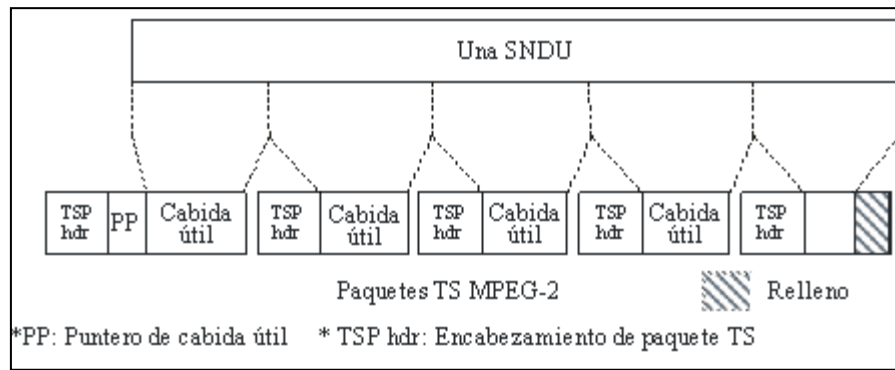 Una SNDU
TSP hdr PP Cabida útil TSP hdr Cabida útil TSP hdr Cabida útil TSP hdr Cabida útil TSP hdr
Paquetes TS MPEG-2 Relleno
*PP: Puntero de cabida útil * TSP hdr: Encabezamiento de paquete TS